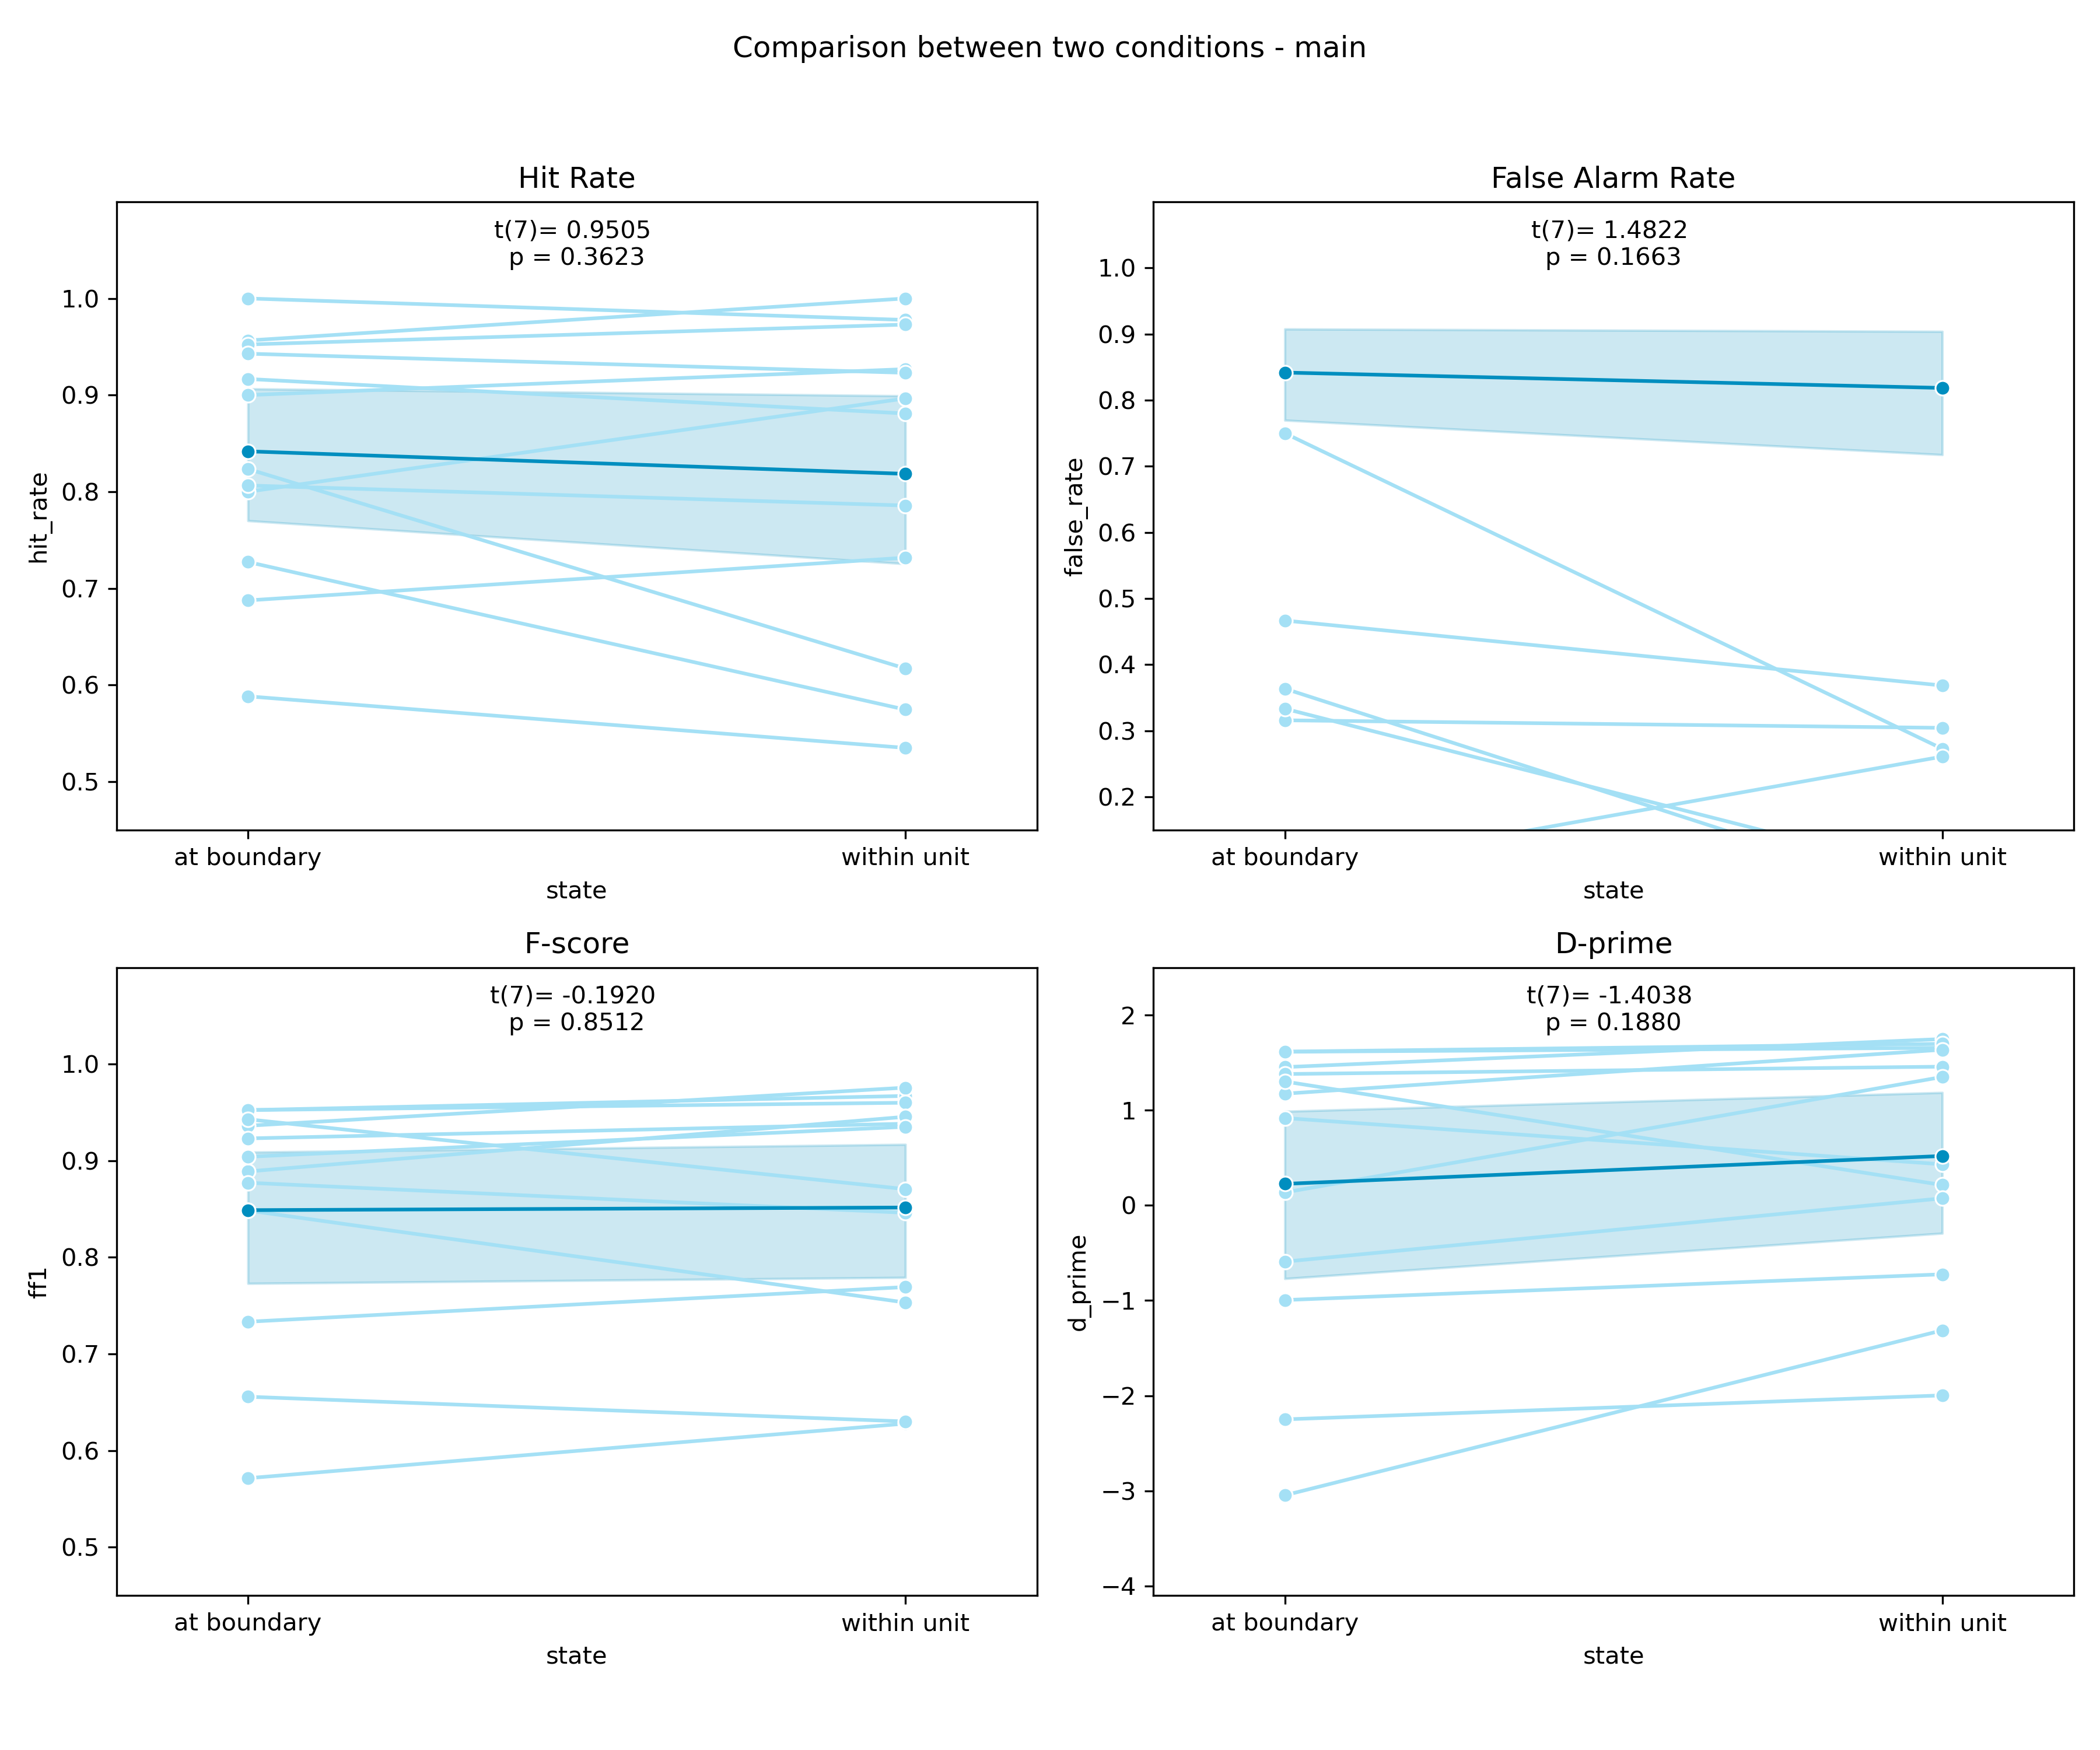 Comparison between two conditions - main
Hit Rate
t(7)= 0.9505
p = 0.3623
hit_rate
1.0
0.9
0.8
0.7
0.6
0.5
at boundary
within unit
state
False Alarm Rate
t(7)= 1.4822
p = 0.1663
false_rate
1.0
0.9
0.8
0.7
0.6
0.5
0.4
0.3
0.2
at boundary
within unit
state
F-score
t(7)= -0.1920
p = 0.8512
ff1
1.0
0.9
0.8
0.7
0.6
0.5
at boundary
within unit
state
D-prime
t(7)= -1.4038
p = 0.1880
d_prime
2
1
0
−1
−2
−3
−4
at boundary
within unit
state